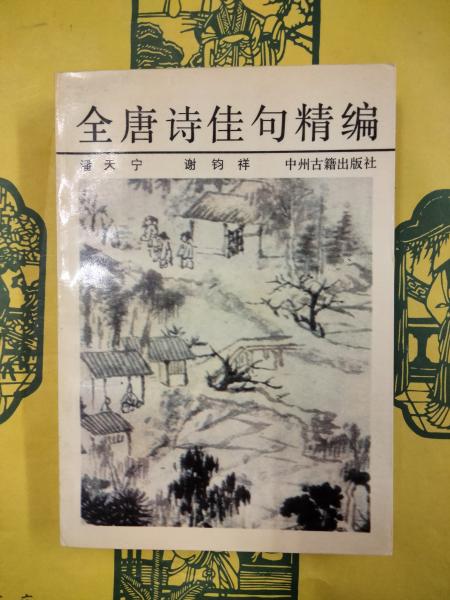 全唐诗佳句精编
潘天宁 谢钧祥 中州古籍出版社